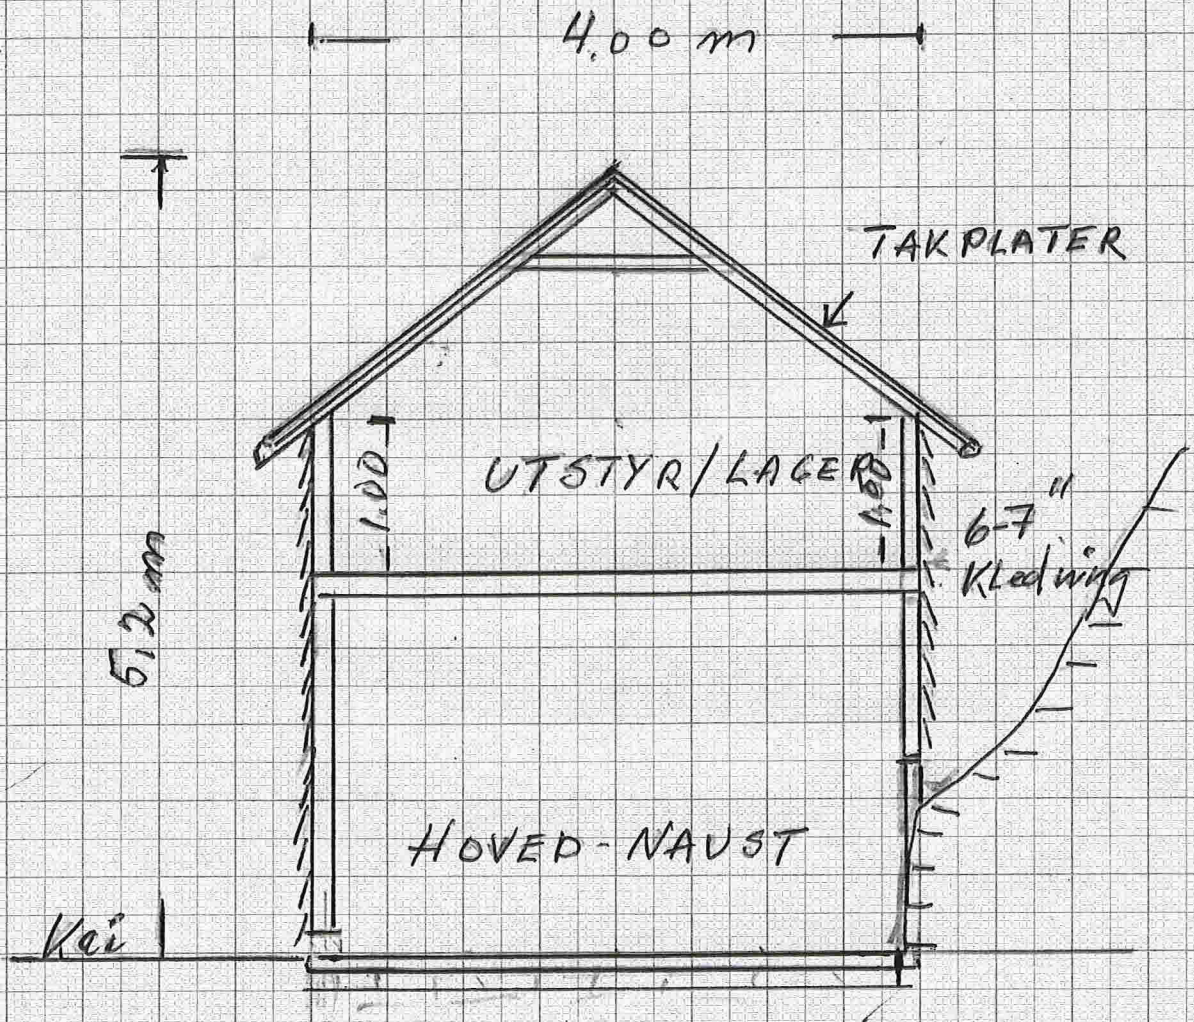 4.00 m
TAKPLATER
1.00
UTSTYR/LAGER
1.00
6-7"
Kledning
5,2 m
HOVED-NAUST
Kai